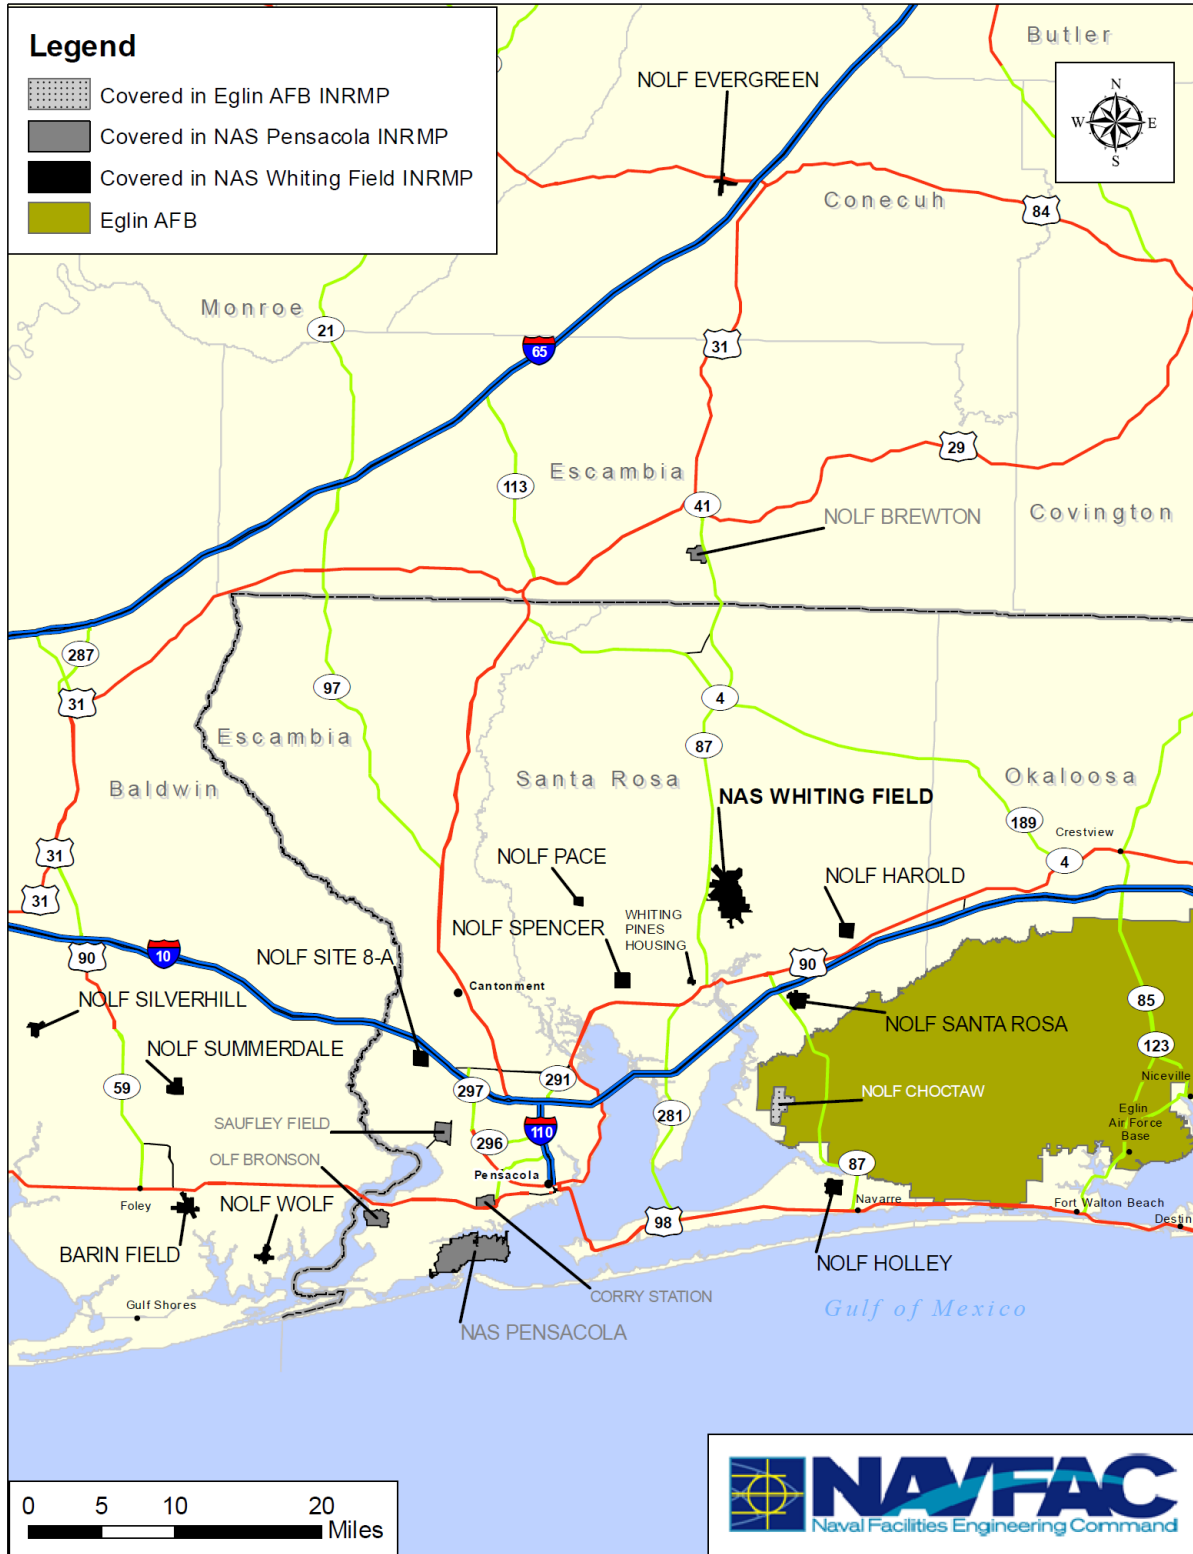 Legend
Covered in Eglin AFB INRMP
Covered in NAS Pensacola INRMP
Covered in NAS Whiting Field INRMP
Eglin AFB
Butler
N
W E
S
NOLF EVERGREEN
Conecuh
84
Monroe
21
65
31
29
Escambia
113
41
NOLF BREWTON
Covington
287
31
97
4
Escambia
87
Santa Rosa
Okaloosa
Baldwin
NAS WHITING FIELD
189
Crestview
31
4
NOLF PACE
NOLF HAROLD
31
WHITING
PINES
HOUSING
NOLF SPENCER
90
10
NOLF SITE 8-A
90
Cantonment
NOLF SILVERHILL
85
NOLF SANTA ROSA
NOLF SUMMERDALE
123
Niceville
59
297
291
NOLF CHOCTAW
281
Eglin
Air Force
Base
SAUFLEY FIELD
296
110
OLF BRONSON
87
Pensacola
Foley
NOLF WOLF
Navarre
Fort Walton Beach
98
Destin
BARIN FIELD
NOLF HOLLEY
CORRY STATION
Gulf Shores
Gulf of Mexico
NAS PENSACOLA
0 5 10 20
Miles
NAVFAC
Naval Facilities Engineering Command